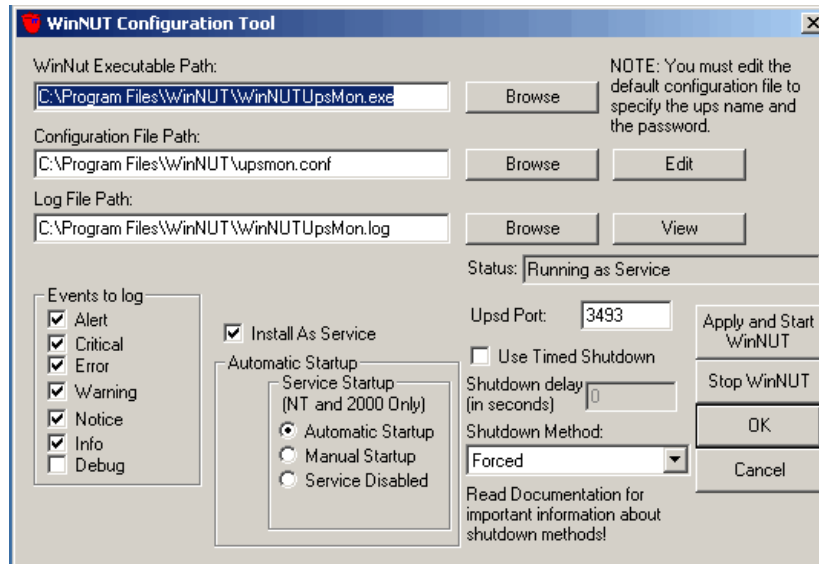 WinNUT Configuration Tool
WinNut Executable Path:
C:\Program Files\WinNUT\WinNUTUpsMon.exe
Browse
NOTE: You must edit the
default configuration file to
specify the ups name and
the password.
Configuration File Path:
C:\Program Files\WinNUT\upsmon.conf
Browse
Edit
Log File Path:
C:\Program Files\WinNUT\WinNUTUpsMon.log
Browse
View
Status: Running as Service
Events to log
Alert
Critical
Error
Warning
Notice
Info
Debug
Install As Service
Automatic Startup
Service Startup
(NT and 2000 Only)
Automatic Startup
Manual Startup
Service Disabled
Upsd Port: 3493
Use Timed Shutdown
Shutdown delay
(in seconds) 0
Shutdown Method:
Forced
Read Documentation for
important information about
shutdown methods!
Apply and Start
WinNUT
Stop WinNUT
OK
Cancel